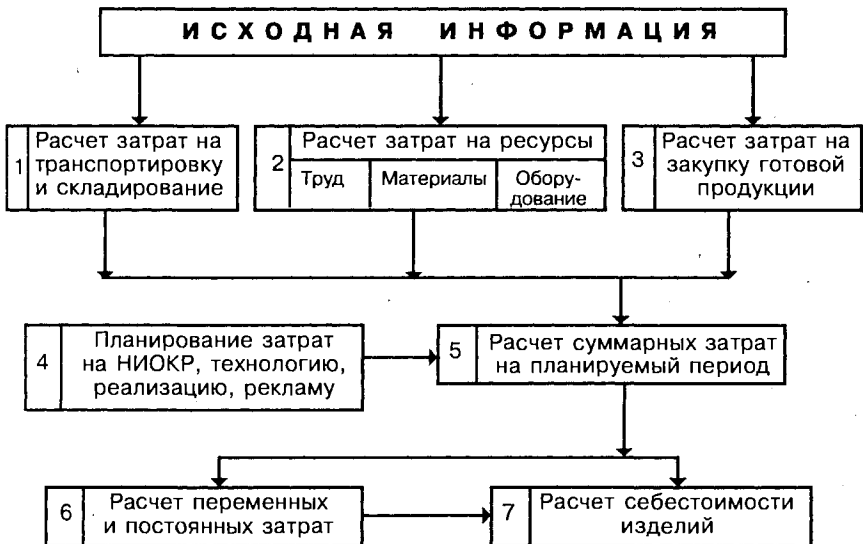 ИСХОДНАЯ ИНФОРМАЦИЯ
1
Расчет затрат на
транспортировку
и складирование
2
Расчет затрат на ресурсы
Труд
Материалы
Обору-
дование
3
Расчет затрат на
закупку готовой
продукции
4
Планирование затрат
на НИОКР, технологию,
реализацию, рекламу
5
Расчет суммарных затрат
на планируемый период
6
Расчет переменных
и постоянных затрат
7
Расчет себестоимости
изделий